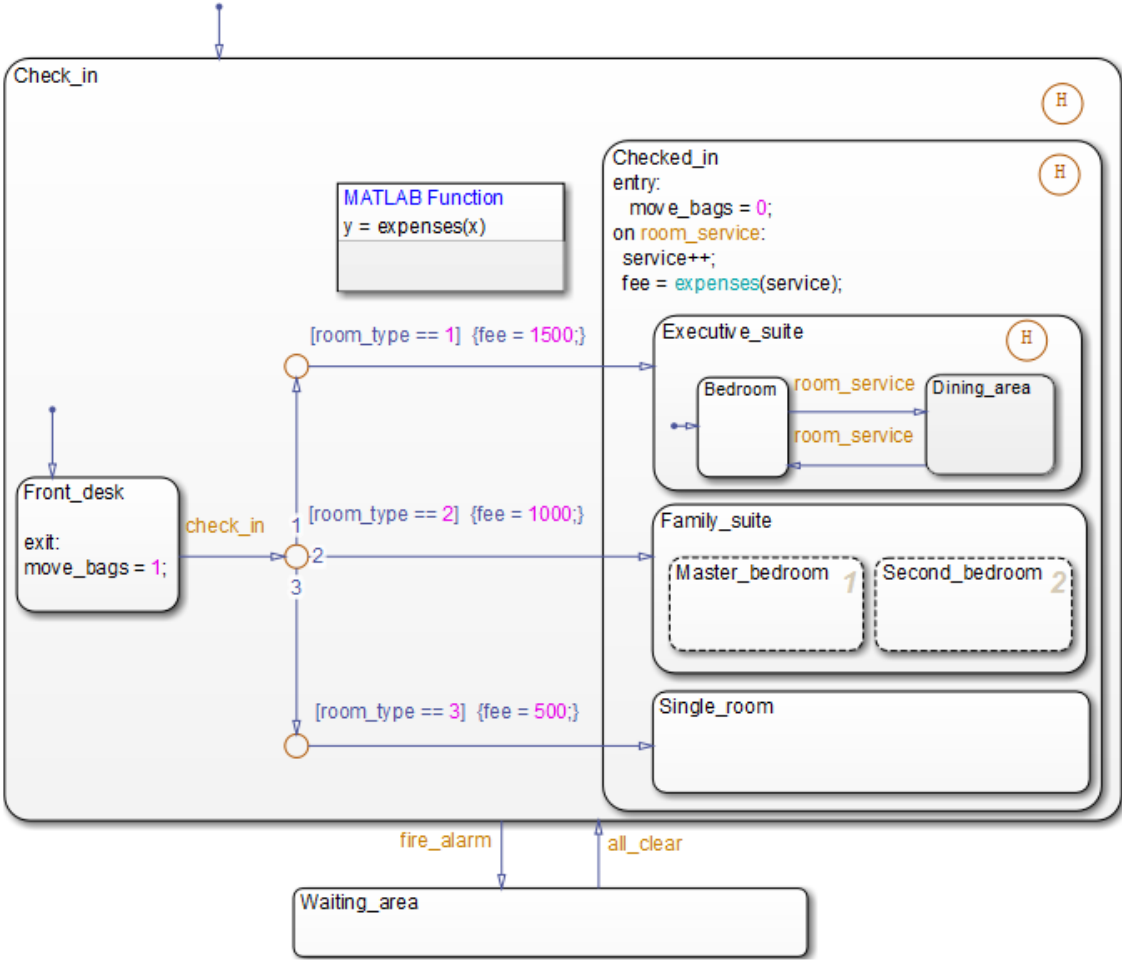 Check_in
H
Checked_in
H
entry:
move_bags = 0;
on room_service:
service++;
fee = expenses(service);
MATLAB Function
y = expenses(x)
[room_type == 1] {fee = 1500;}
Executive_suite
H
Bedroom
room_service
Dining_area
room_service
Front_desk
exit:
move_bags = 1;
check_in
1
2
3
[room_type == 2] {fee = 1000;}
Family_suite
Master_bedroom 1
Second_bedroom 2
[room_type == 3] {fee = 500;}
Single_room
fire_alarm
all_clear
Waiting_area